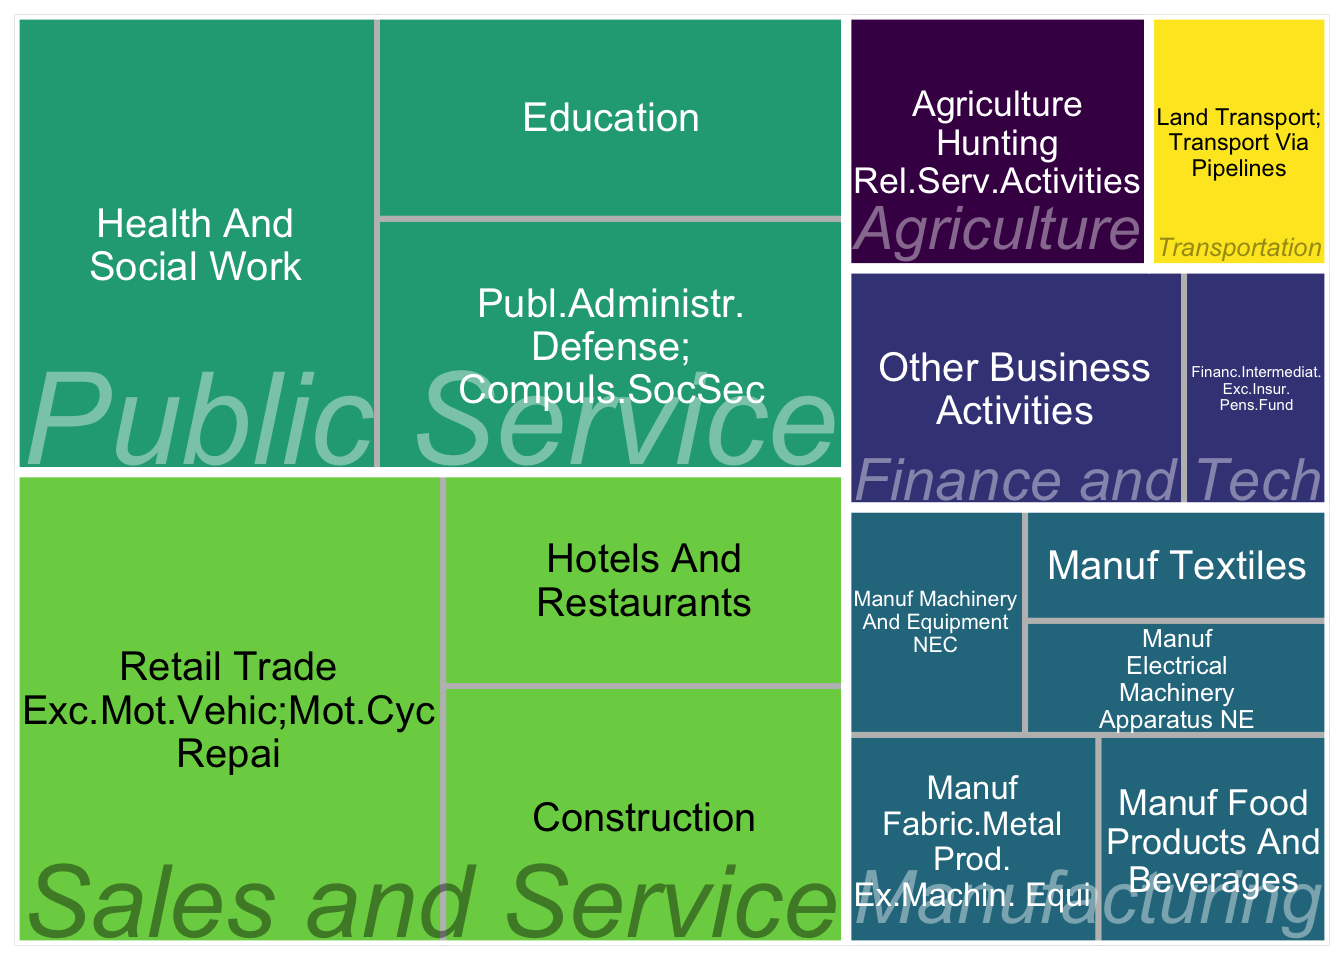 Health And
Social Work
Education
Publ.Administr.
Defense;
Compuls.SocSec
Public Service
Retail Trade
Exc.Mot.Vehic;Mot.Cyc
Repai
Hotels And
Restaurants
Construction
Sales and Service
Agriculture
Hunting
Rel.Serv.Activities
Agriculture
Land Transport;
Transport Via
Pipelines
Transportation
Other Business
Activities
Financ.Intermediat.
Exc.Insur.
Pens.Fund
Finance and Tech
Manuf Machinery
And Equipment
NEC
Manuf Textiles
Manuf
Electrical
Machinery
Apparatus NE
Manuf
Fabric.Metal
Prod.
Ex.Machin. Equi
Manuf Food
Products And
Beverages
Manufacturing